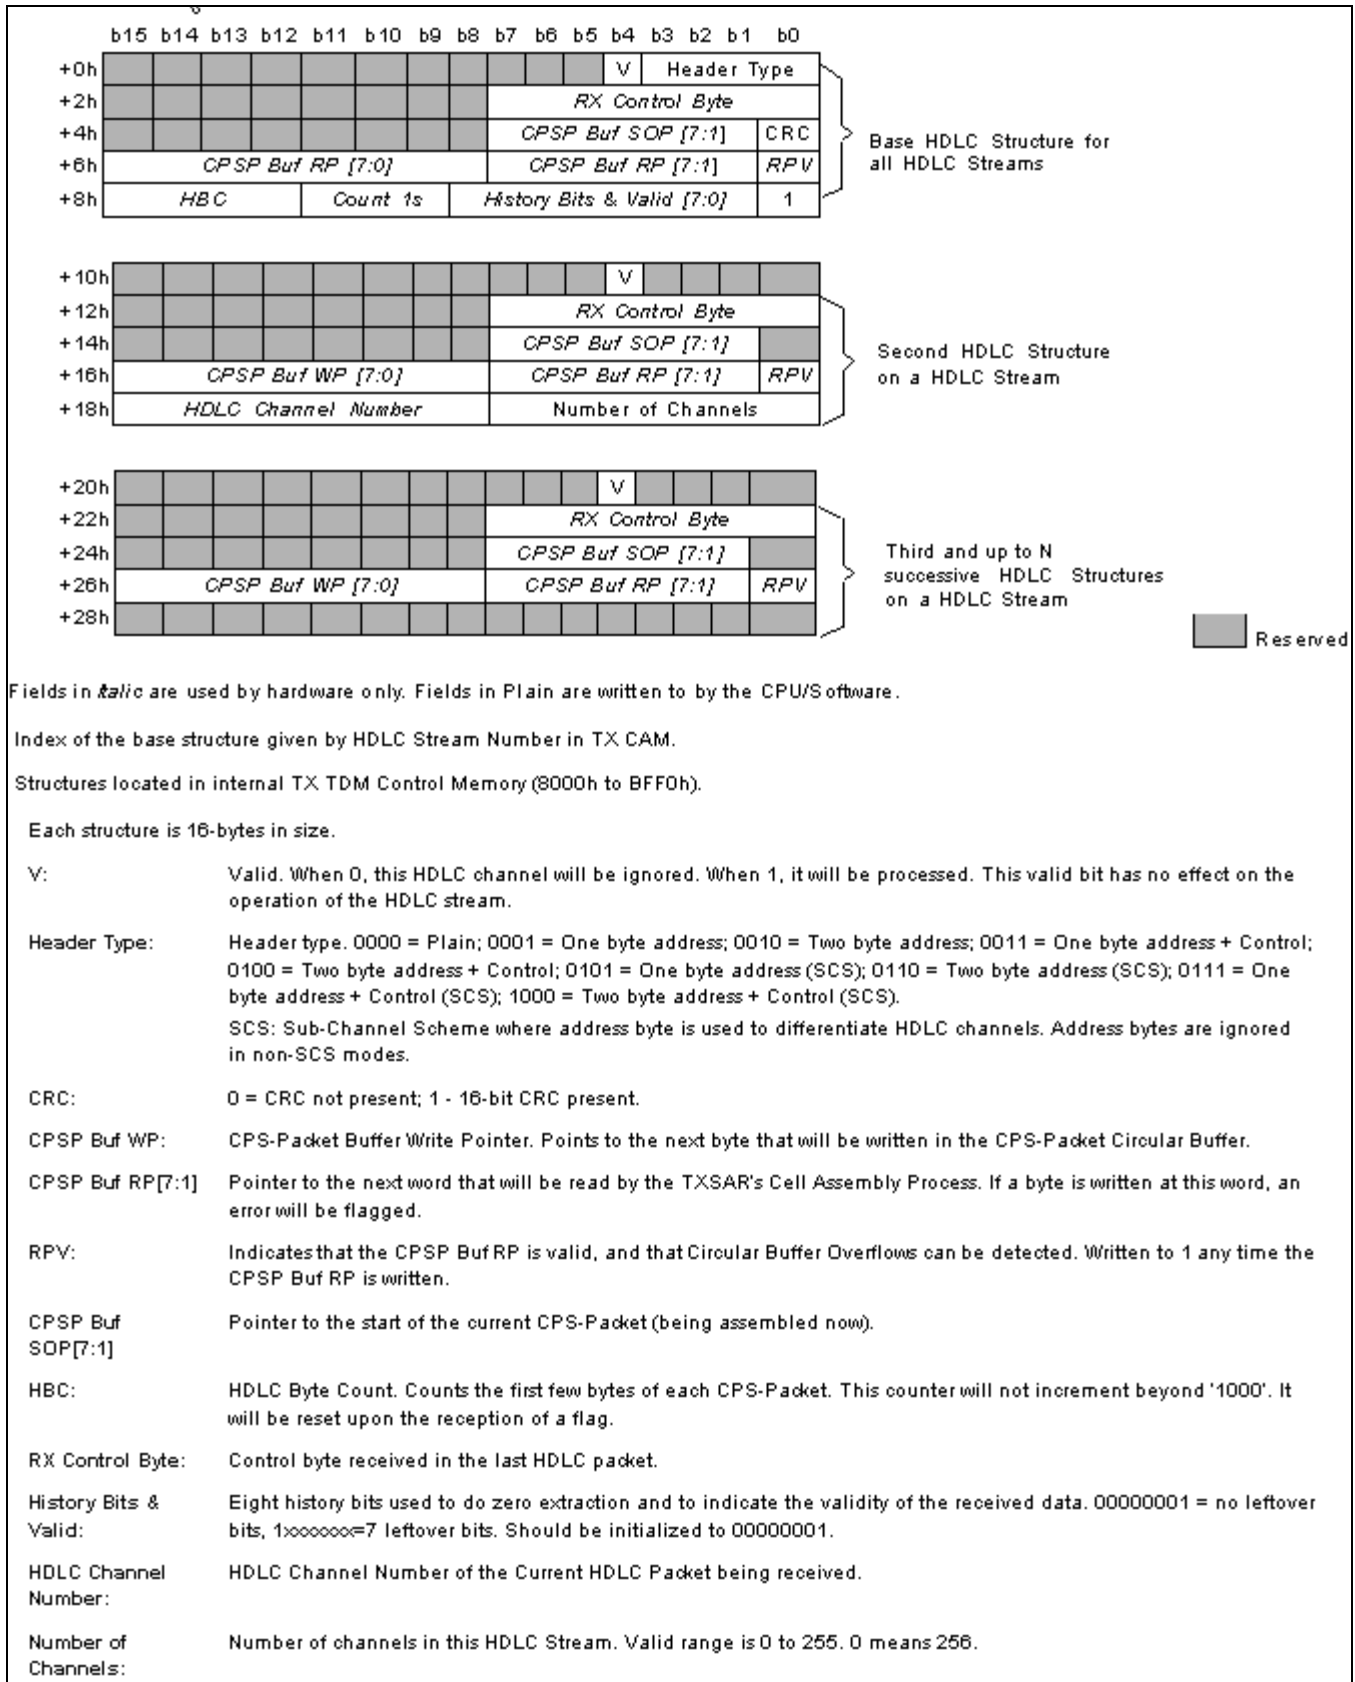 b15 b14 b13 b12 b11 b10 b9 b8 b7 b6 b5 b4 b3 b2 b1 b0
+0h V Header Type
+2h RX Control Byte
+4h CPSP Buf SOP [7:1] CRC
+6h CPSP Buf RP [7:0] CPSP Buf RP [7:1] RPV
+8h HBC Count 1s History Bits & Valid [7:0] 1
Base HDLC Structure for
all HDLC Streams
+10h V
+12h RX Control Byte
+14h CPSP Buf SOP [7:1]
+16h CPSP Buf WP [7:0] CPSP Buf RP [7:1] RPV
+18h HDLC Channel Number Number of Channels
Second HDLC Structure
on a HDLC Stream
+20h V
+22h RX Control Byte
+24h CPSP Buf SOP [7:1]
+26h CPSP Buf WP [7:0] CPSP Buf RP [7:1] RPV
+28h
Third and up to N
successive HDLC Structures
on a HDLC Stream
Reserved
Fields in Italic are used by hardware only. Fields in Plain are written to by the CPU/Software.
Index of the base structure given by HDLC Stream Number in TX CAM.
Structures located in internal TX TDM Control Memory (8000h to BFF0h).
Each structure is 16-bytes in size.
V: Valid. When 0, this HDLC channel will be ignored. When 1, it will be processed. This valid bit has no effect on the
operation of the HDLC stream.
Header Type: Header type. 0000 = Plain; 0001 = One byte address; 0010 = Two byte address; 0011 = One byte address + Control;
0100 = Two byte address + Control; 0101 = One byte address (SCS); 0110 = Two byte address (SCS); 0111 = One
byte address + Control (SCS); 1000 = Two byte address + Control (SCS).
SCS: Sub-Channel Scheme where address byte is used to differentiate HDLC channels. Address bytes are ignored
in non-SCS modes.
CRC: 0 = CRC not present; 1 - 16-bit CRC present.
CPSP Buf WP: CPS-Packet Buffer Write Pointer. Points to the next byte that will be written in the CPS-Packet Circular Buffer.
CPSP Buf RP[7:1] Pointer to the next word that will be read by the TXSAR's Cell Assembly Process. If a byte is written at this word, an
error will be flagged.
RPV: Indicates that the CPSP Buf RP is valid, and that Circular Buffer Overflows can be detected. Written to 1 any time the
CPSP Buf RP is written.
CPSP Buf Pointer to the start of the current CPS-Packet (being assembled now).
SOP[7:1]
HBC: HDLC Byte Count. Counts the first few bytes of each CPS-Packet. This counter will not increment beyond '1000'. It
will be reset upon the reception of a flag.
RX Control Byte: Control byte received in the last HDLC packet.
History Bits & Eight history bits used to do zero extraction and to indicate the validity of the received data. 00000001 = no leftover
Valid: bits, 1xxxxxxx=7 leftover bits. Should be initialized to 00000001.
HDLC Channel HDLC Channel Number of the Current HDLC Packet being received.
Number:
Number of Number of channels in this HDLC Stream. Valid range is 0 to 255. 0 means 256.
Channels: